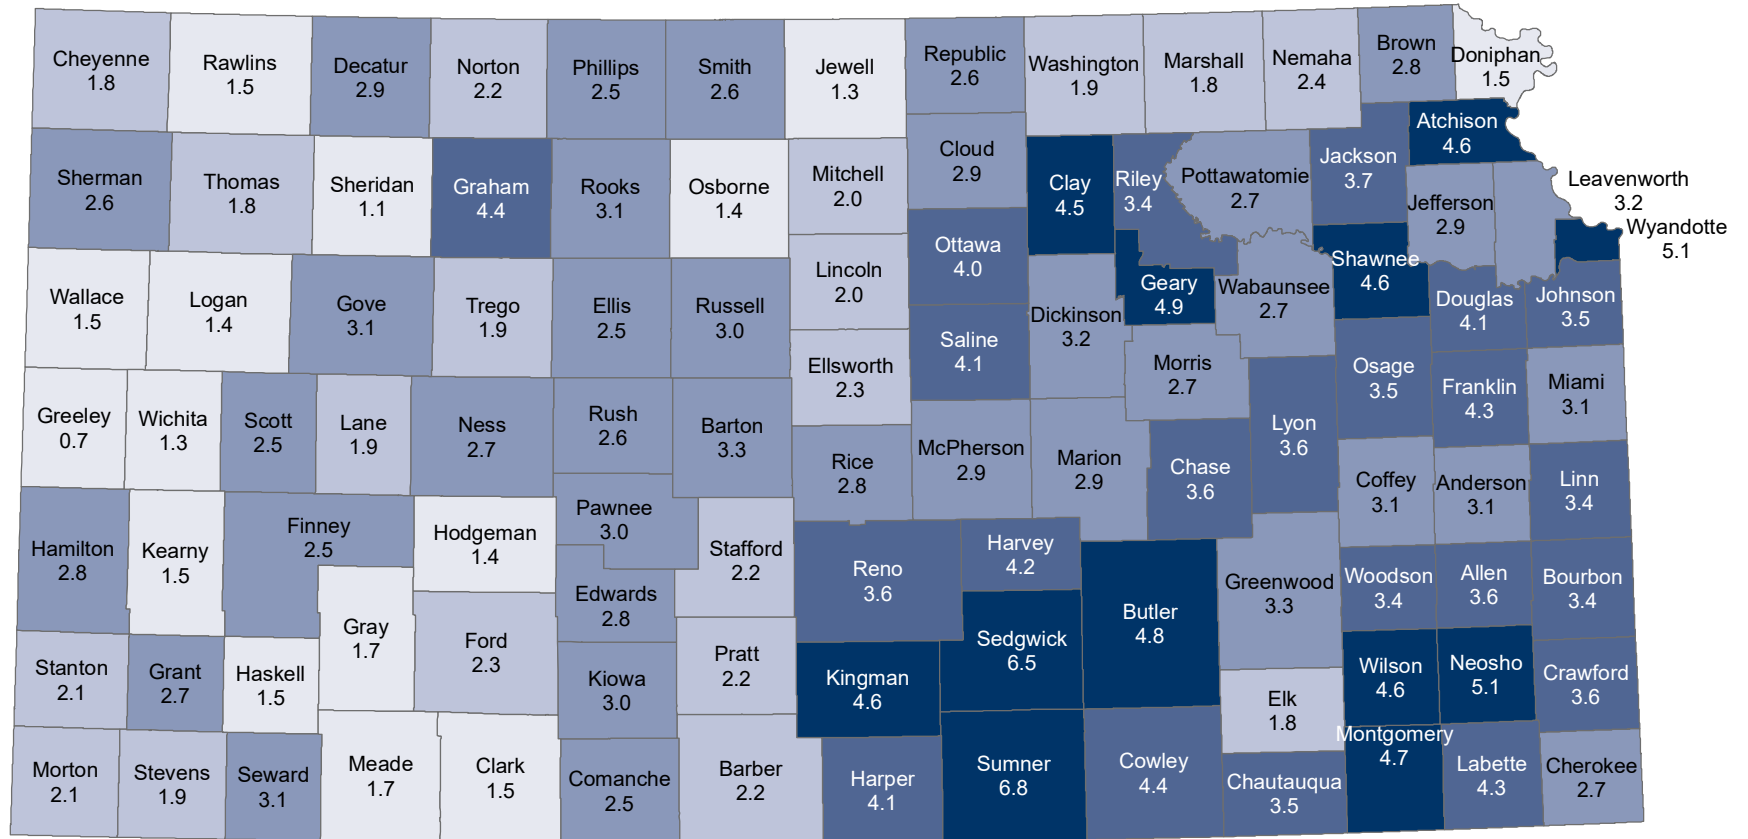 Cheyenne
1.8
Rawlins
1.5
Decatur
2.9
Norton
2.2
Phillips
2.5
Smith
2.6
Jewell
1.3
Republic
2.6
Washington
1.9
Marshall
1.8
Nemaha
2.4
Brown
2.8
Doniphan
1.5
Sherman
2.6
Thomas
1.8
Sheridan
1.1
Graham
4.4
Rooks
3.1
Osborne
1.4
Mitchell
2.0
Cloud
2.9
Clay
4.5
Riley
3.4
Pottawatomie
2.7
Jackson
3.7
Atchison
4.6
Jefferson
2.9
Leavenworth
3.2
Wyandotte
5.1
Wallace
1.5
Logan
1.4
Gove
3.1
Trego
1.9
Ellis
2.5
Russell
3.0
Lincoln
2.0
Ottawa
4.0
Saline
4.1
Dickinson
3.2
Geary
4.9
Wabaunsee
2.7
Shawnee
4.6
Douglas
4.1
Johnson
3.5
Greeley
0.7
Wichita
1.3
Scott
2.5
Lane
1.9
Ness
2.7
Rush
2.6
Barton
3.3
Ellsworth
2.3
Rice
2.8
McPherson
2.9
Marion
2.9
Morris
2.7
Chase
3.6
Lyon
3.6
Osage
3.5
Franklin
4.3
Miami
3.1
Coffey
3.1
Anderson
3.1
Linn
3.4
Hamilton
2.8
Kearny
1.5
Finney
2.5
Hodgeman
1.4
Pawnee
3.0
Stafford
2.2
Edwards
2.8
Reno
3.6
Harvey
4.2
Butler
4.8
Greenwood
3.3
Woodson
3.4
Allen
3.6
Bourbon
3.4
Stanton
2.1
Grant
2.7
Haskell
1.5
Gray
1.7
Ford
2.3
Kiowa
3.0
Pratt
2.2
Kingman
4.6
Sedgwick
6.5
Elk
1.8
Wilson
4.6
Neosho
5.1
Crawford
3.6
Morton
2.1
Stevens
1.9
Seward
3.1
Meade
1.7
Clark
1.5
Comanche
2.5
Barber
2.2
Harper
4.1
Sumner
6.8
Cowley
4.4
Chautauqua
3.5
Montgomery
4.7
Labette
4.3
Cherokee
2.7